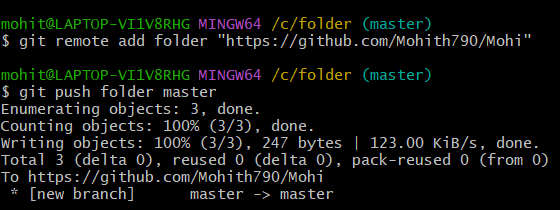 mohit@LAPTOP-VI1V8RHG MINGW64 /c/folder (master)
$ git remote add folder "https://github.com/Mohith790/Mohi"
mohit@LAPTOP-VI1V8RHG MINGW64 /c/folder (master)
$ git push folder master
Enumerating objects: 3, done.
Counting objects: 100% (3/3), done.
Writing objects: 100% (3/3), 247 bytes | 123.00 KiB/s, done.
Total 3 (delta 0), reused 0 (delta 0), pack-reused 0 (from 0)
To https://github.com/Mohith790/Mohi
 * [new branch]      master -> master